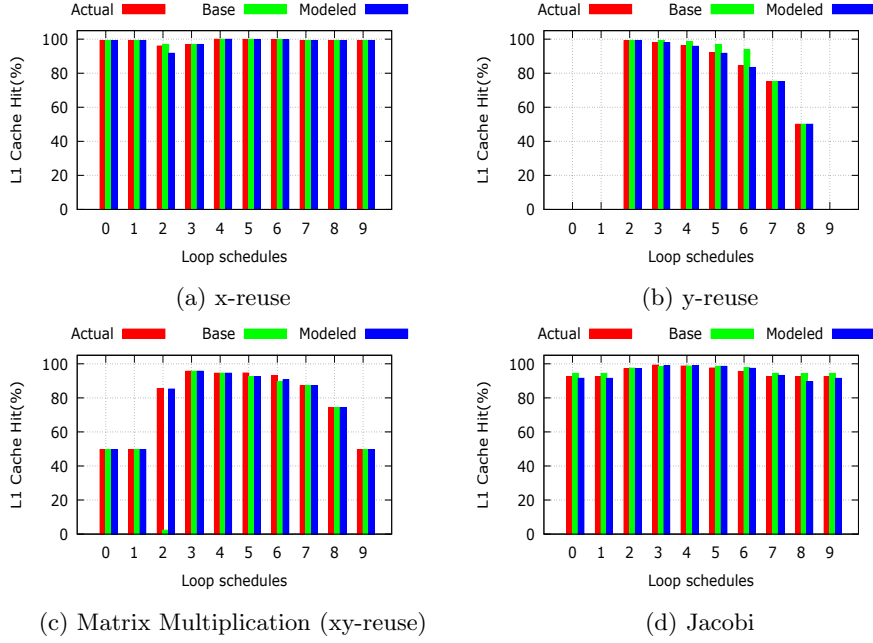 Actual Base Modeled
100
80
60
40
20
0
L1 Cache Hit(%)
0 1 2 3 4 5 6 7 8 9
Loop schedules
(a) x-reuse
Actual Base Modeled
100
80
60
40
20
0
L1 Cache Hit(%)
0 1 2 3 4 5 6 7 8 9
Loop schedules
(b) y-reuse
Actual Base Modeled
100
80
60
40
20
0
L1 Cache Hit(%)
0 1 2 3 4 5 6 7 8 9
Loop schedules
(c) Matrix Multiplication (xy-reuse)
Actual Base Modeled
100
80
60
40
20
0
L1 Cache Hit(%)
0 1 2 3 4 5 6 7 8 9
Loop schedules
(d) Jacobi